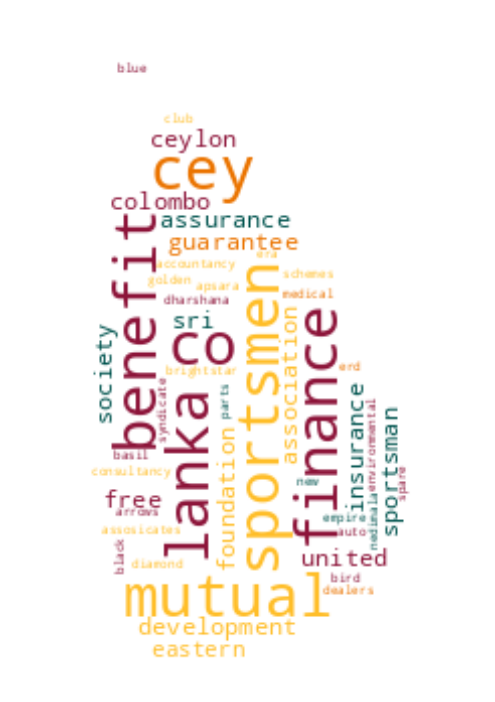 blue
club
ceylon
cey
colombo
benefit
assurance
guarantee
era
accountancy
schemes
golden
apsara
medical
dharshana
sportsmen
sri
co
association
finance
society
brightstar
erd
syndicate
parts
lanka
insurance
environmental
sportsman
basil
consultancy
foundation
spare
new
free
arrows
empire
nedimala
assosicates
auto
black
united
diamond
bird
mutual
dealers
development
eastern